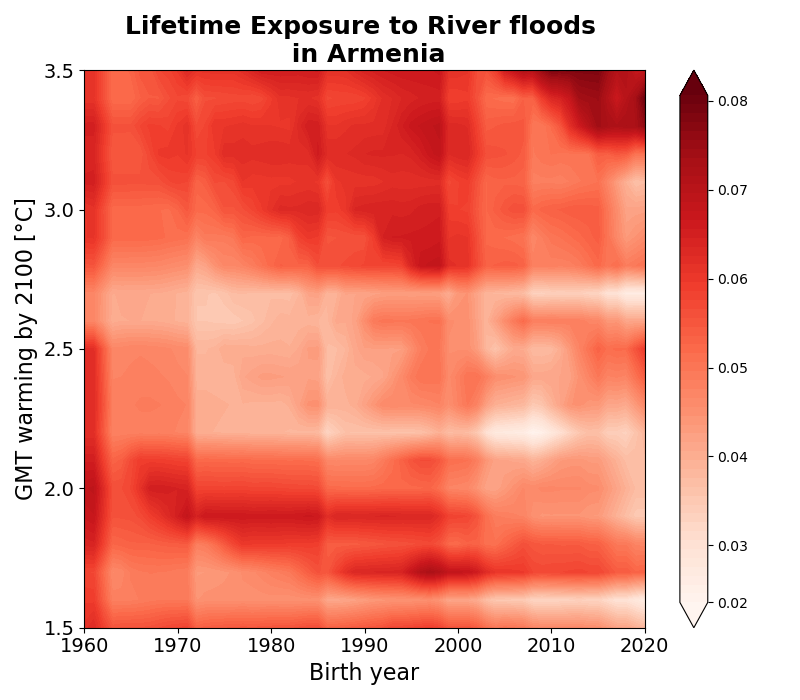 Lifetime Exposure to River floods
in Armenia
GMT warming by 2100 [°C]
3.5
3.0
2.5
2.0
1.5
1960 1970 1980 1990 2000 2010 2020
Birth year
0.08
0.07
0.06
0.05
0.04
0.03
0.02